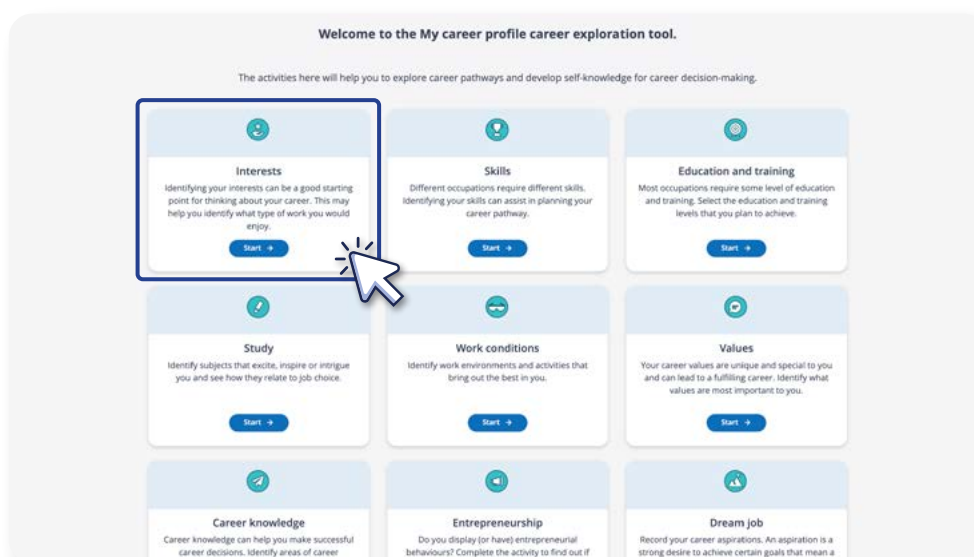 Welcome to the My career profile career exploration tool.
The activities here will help you to explore career pathways and develop self-knowledge for career decision-making.
Interests
Identifying your interests can be a good starting
point for thinking about your career. This may
help you identify what type of work you would
enjoy.
Start →
Skills
Different occupations require different skills.
Identifying your skills can assist in planning your
career pathway.
Start →
Education and training
Most occupations require some level of education
and training. Select the education and training
levels that you plan to achieve.
Start →
Study
Identify subjects that excite, inspire or intrigue
you and see how they relate to job choice.
Start →
Work conditions
Identify work environments and activities that
bring out the best in you.
Start →
Values
Your career values are unique and special to you
and can lead to a fulfilling career. Identify what
values are most important to you.
Start →
Career knowledge
Career knowledge can help you make successful
career decisions. Identify areas of career
Entrepreneurship
Do you display (or have) entrepreneurial
behaviours? Complete the activity to find out if
Dream job
Record your career aspirations. An aspiration is a
strong desire to achieve certain goals that mean a